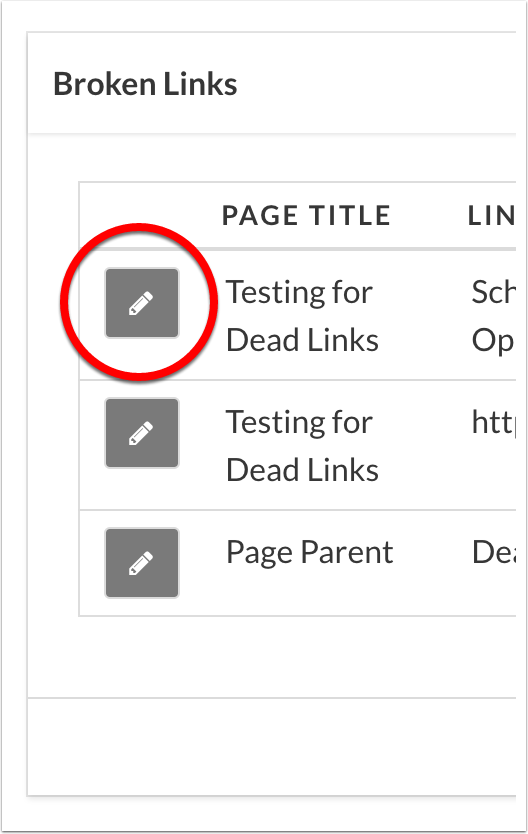 Broken Links
PAGE TITLE LIN
Testing for Sch
Dead Links Op
Testing for http
Dead Links
Page Parent Dea